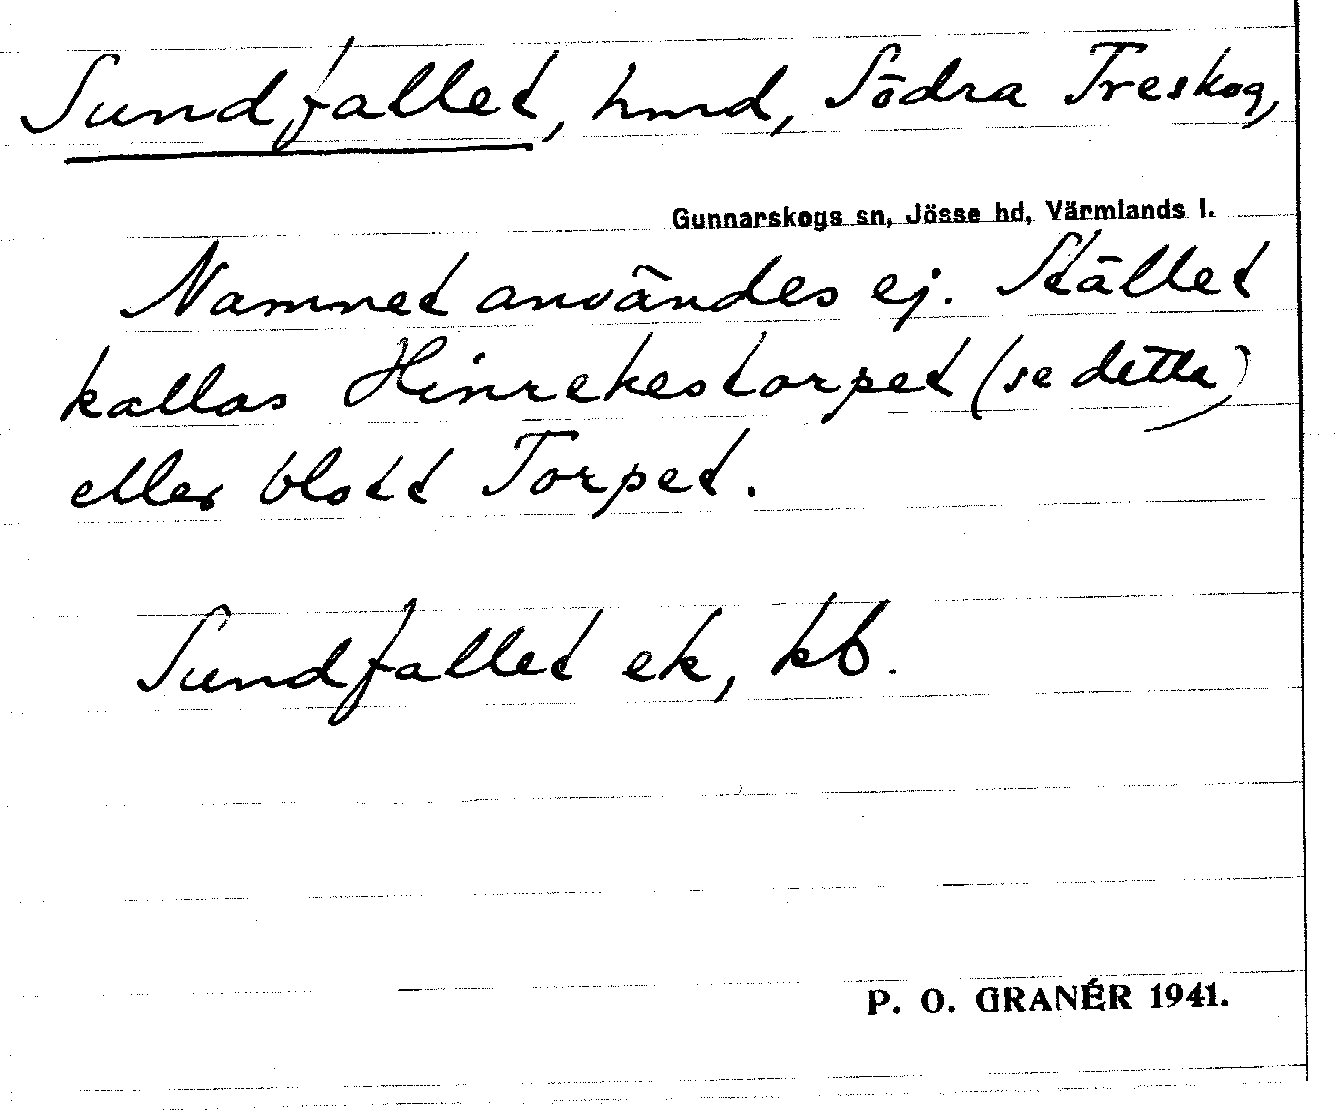 Sundfallet, hmd, Södra Treskog,
Gunnarskogs sn, Jösse hd, Värmlands l.
Namnet användes ej. Stället
kallas Hinrekestorpet (se detta)
eller blott Torpet.
Sundfallet ek, kb.
P. O. GRANÉR 1941.